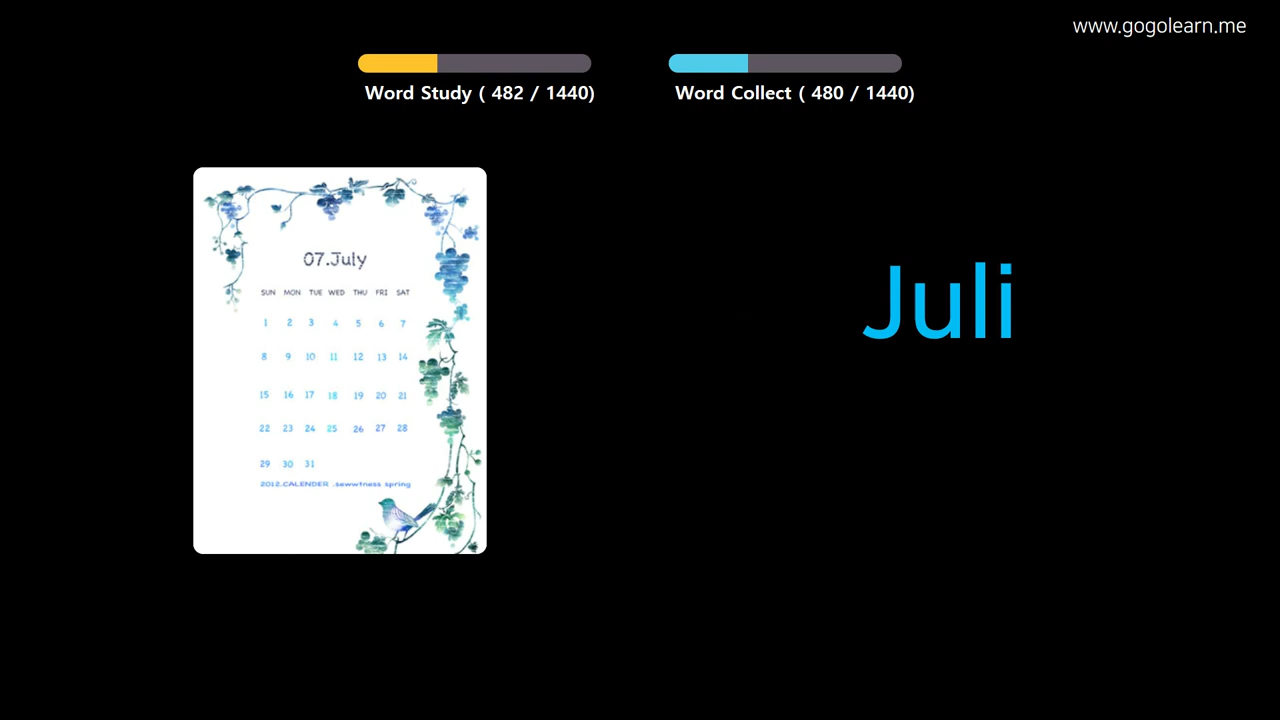 www.gogolearn.me
Word Study ( 482 / 1440)
Word Collect ( 480 / 1440)
07.July
SUN MON TUE WED THU FRI SAT
1 2 3 4 5 6 7
8 9 10 11 12 13 14
15 16 17 18 19 20 21
22 23 24 25 26 27 28
29 30 31
2012.CALENDER .sewwtness spring
Juli